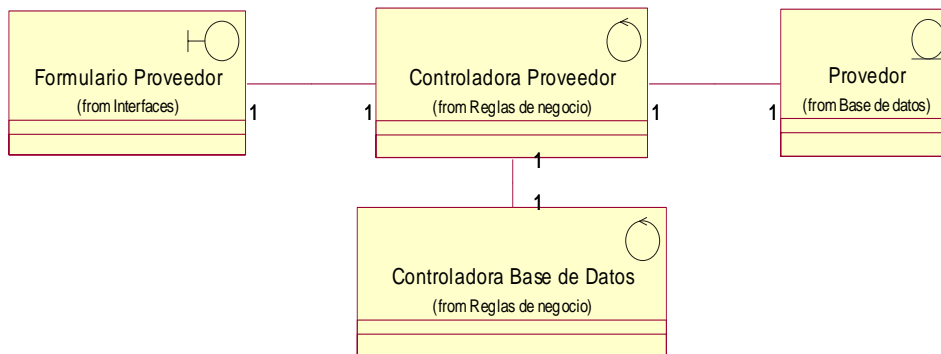 Formulario Proveedor
(from Interfaces)
1
1
Controladora Proveedor
(from Reglas de negocio)
1
1
Provedor
(from Base de datos)
1
1
Controladora Base de Datos
(from Reglas de negocio)